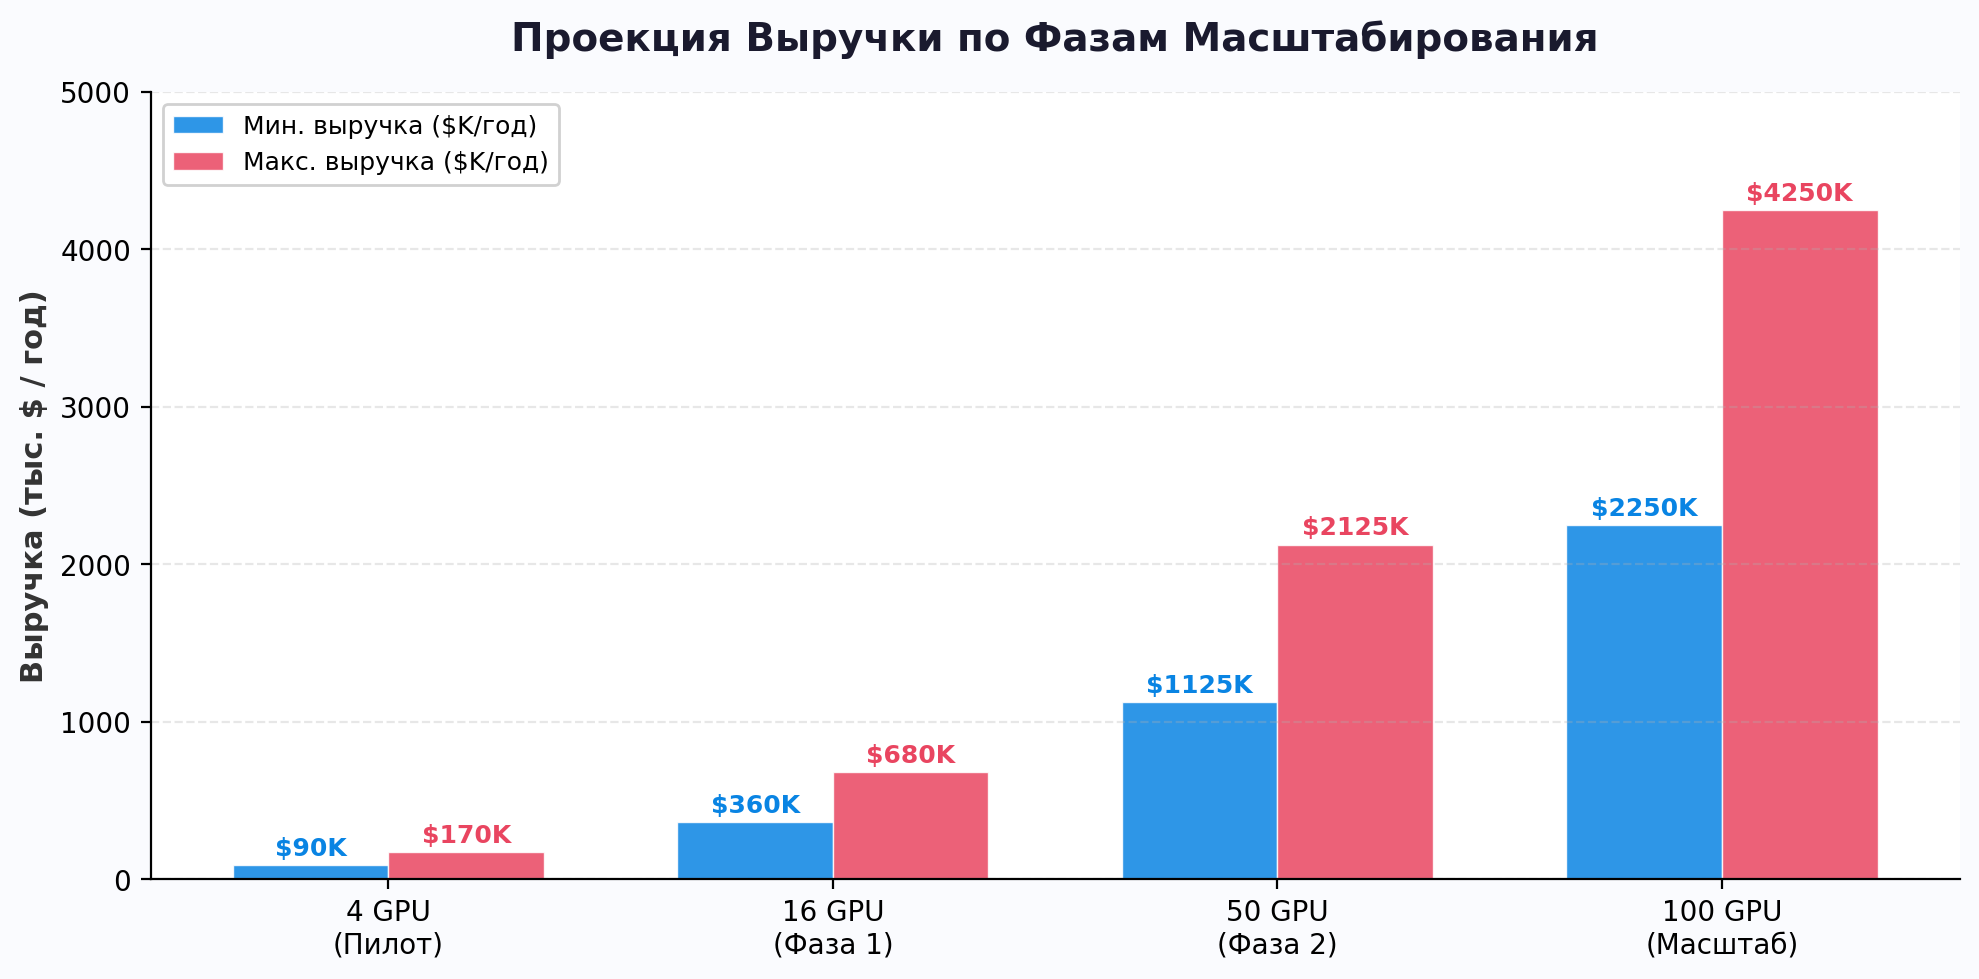 Проекция Выручки по Фазам Масштабирования
Мин. выручка ($K/год)
Макс. выручка ($K/год)
Выручка (тыс. $ / год)
5000
4000
3000
2000
1000
0
$90K
$170K
$360K
$680K
$1125K
$2125K
$2250K
$4250K
4 GPU
(Пилот)
16 GPU
(Фаза 1)
50 GPU
(Фаза 2)
100 GPU
(Масштаб)